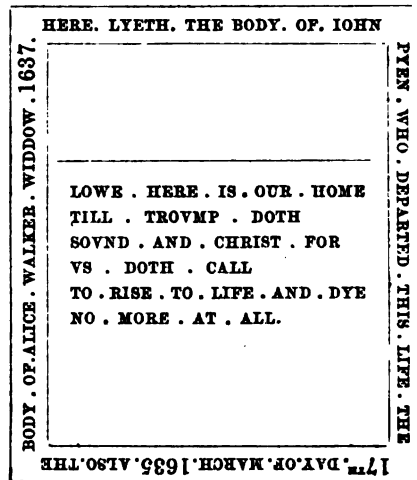 HERE. LYETH. THE BODY. OF. IOHN
PYEN . WHO . DEPARTED . THIS . LIFE . THE
17TH. DAY.OF.MARCH.1635.ALSO.THE
BODY . OF.ALICE.WALKER.WIDDOW.1637.
LOWE . HERE . IS . OUR . HOME
TILL . TROVMP . DOTH
SOVND . AND . CHRIST . FOR
VS . DOTH . CALL
TO . RISE . TO . LIFE . AND . DYE
NO . MORE . AT . ALL.